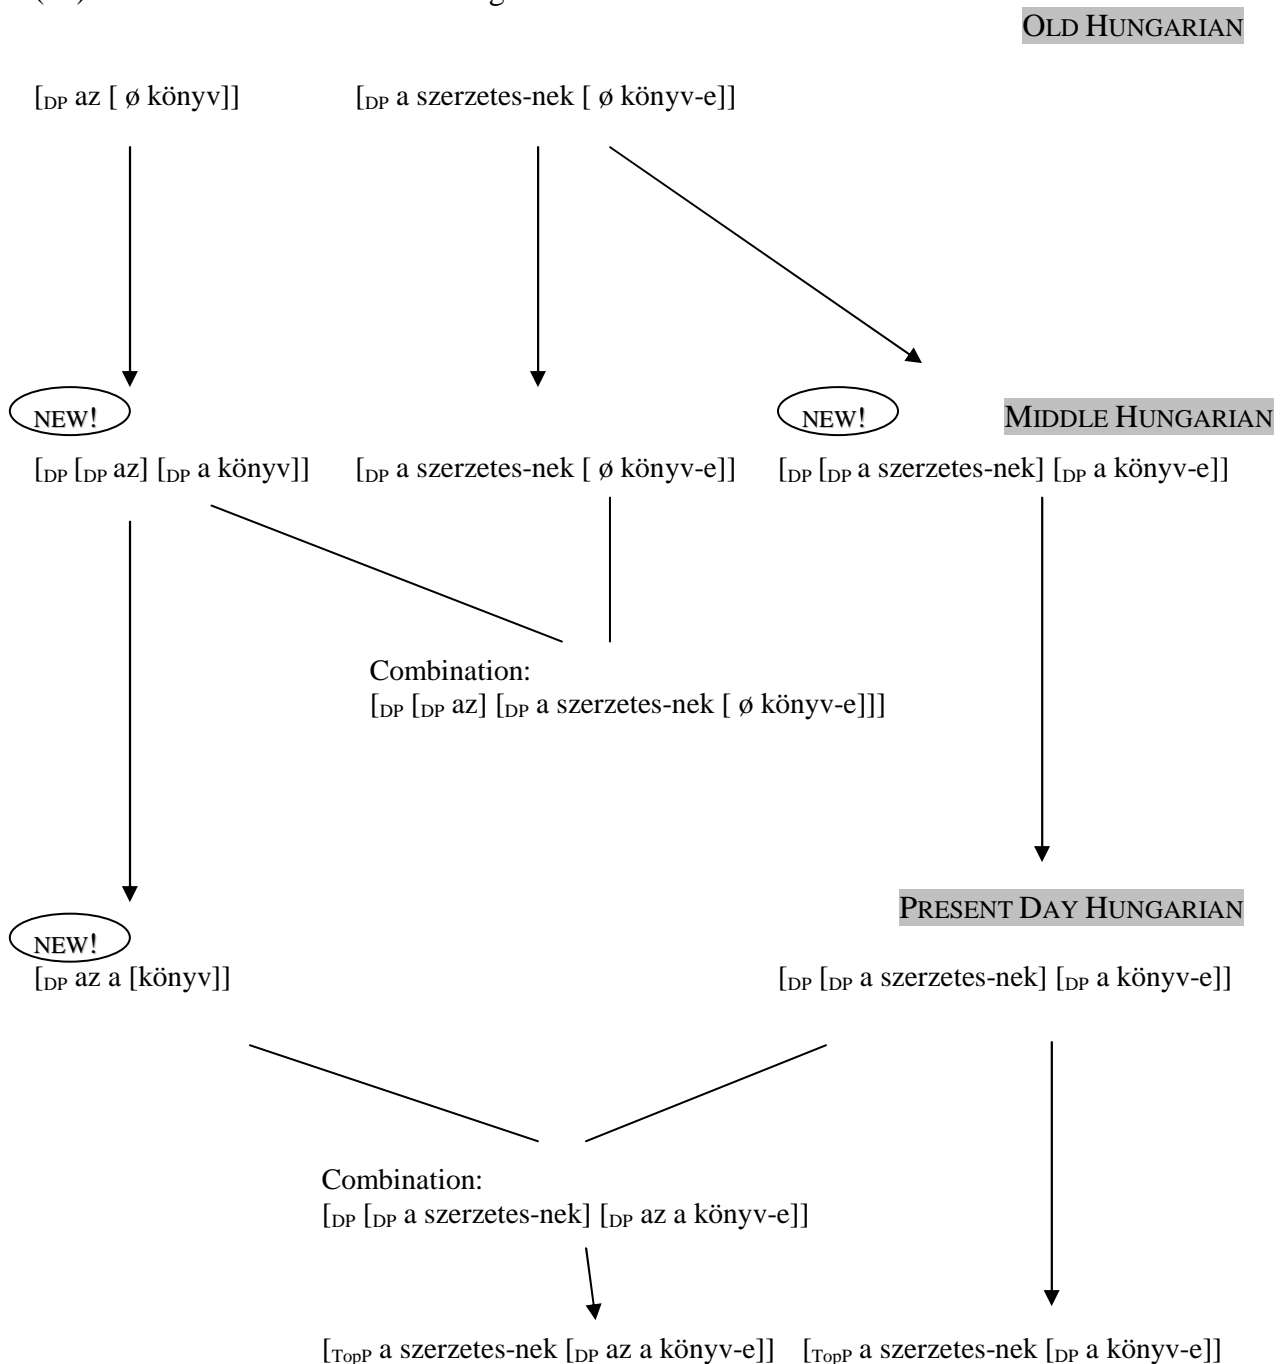 OLD HUNGARIAN
[DP az [ ø könyv]] [DP a szerzetes-nek [ ø könyv-e]]
NEW! NEW! MIDDLE HUNGARIAN
[DP [DP az] [DP a könyv]] [DP a szerzetes-nek [ ø könyv-e]] [DP [DP a szerzetes-nek] [DP a könyv-e]]
Combination:
[DP [DP az] [DP a szerzetes-nek [ ø könyv-e]]]
PRESENT DAY HUNGARIAN
NEW!
[DP az a [könyv]] [DP [DP a szerzetes-nek] [DP a könyv-e]]
Combination:
[DP [DP a szerzetes-nek] [DP az a könyv-e]]
[TopP a szerzetes-nek [DP az a könyv-e]] [TopP a szerzetes-nek [DP a könyv-e]]